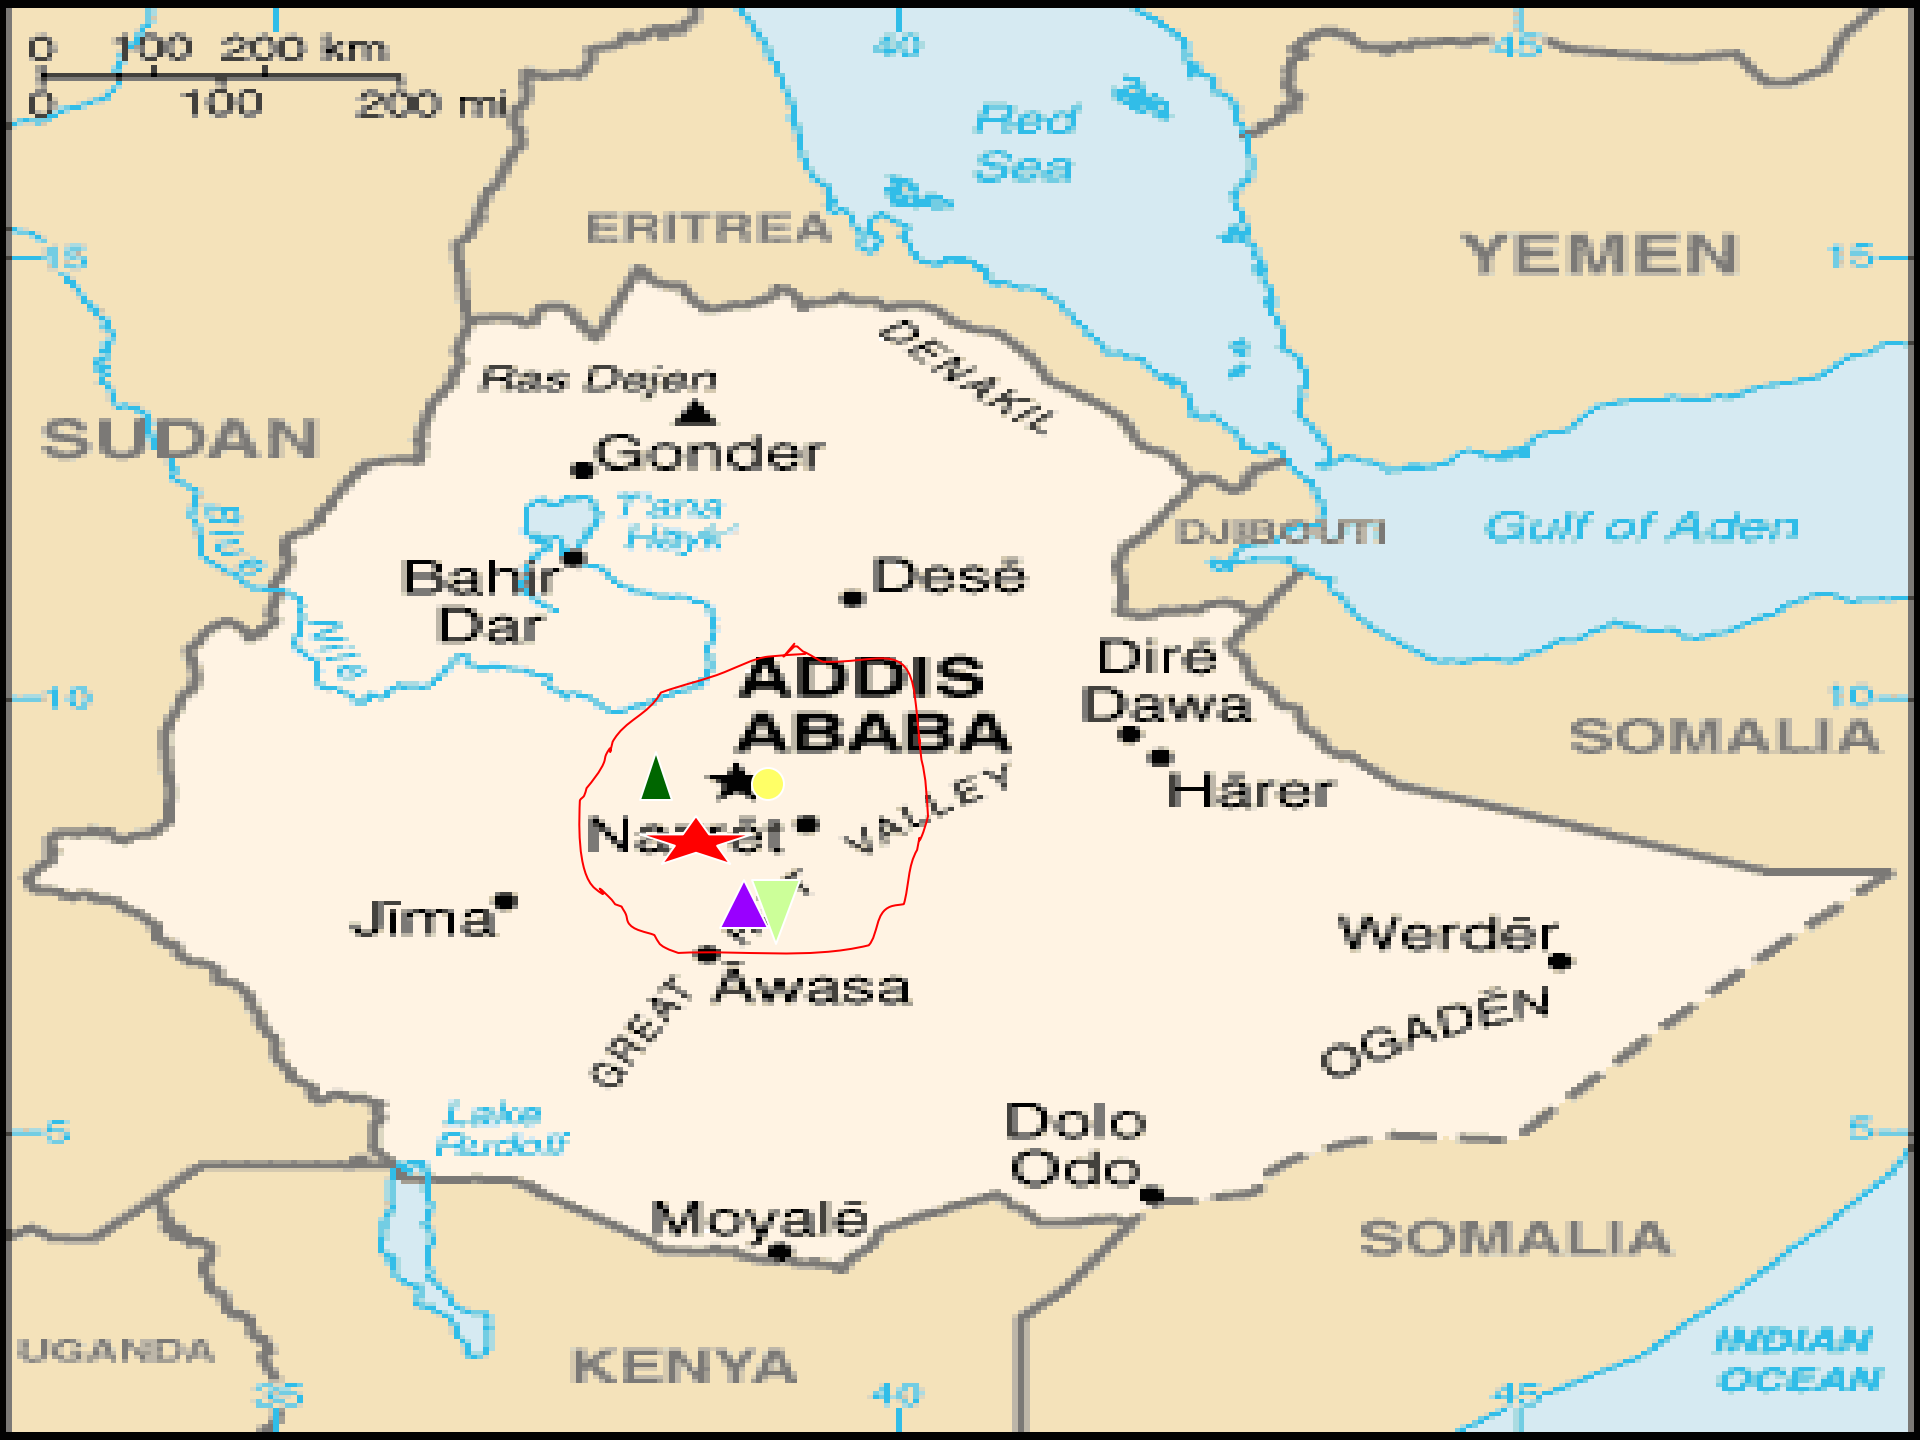 0 100 200 km
0 100 200 mi
40
45
Red
Sea
ERITREA
YEMEN
15
15
DENAKIL
Ras Dejen
SUDAN
Gonder
T'ana
Hayk'
Blue
Nile
DJIBOUTI
Gulf of Aden
Bahir
Dar
Desē
ADDIS
ABABA
Dirē
Dawa
10
10
SOMALIA
Hārer
VALLEY
Jīma
Āwasa
GREAT
Werdēr
OGADĒN
Lake
Rudolf
5
5
Dolo
Odo
Moyalē
SOMALIA
UGANDA
KENYA
INDIAN
OCEAN
35
40
45